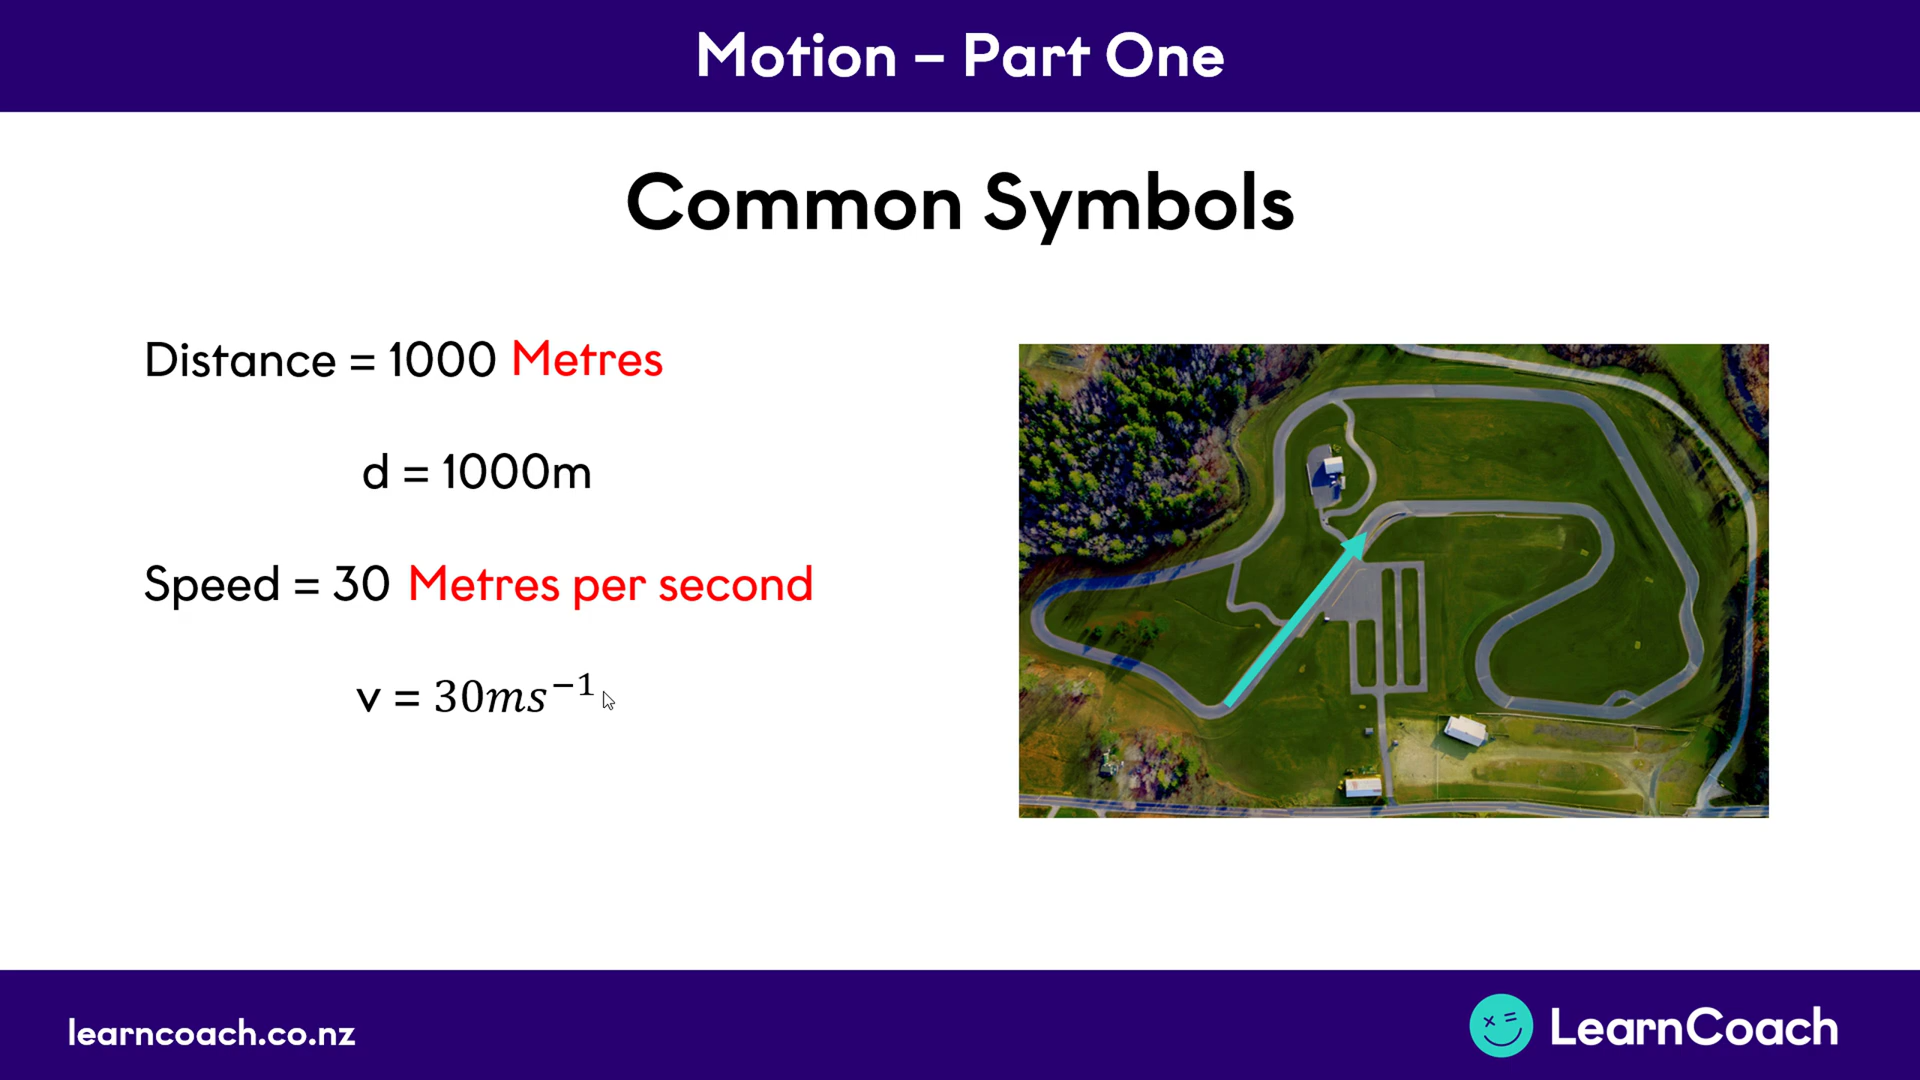 Motion – Part One
Common Symbols
Distance = 1000 Metres
d = 1000m
Speed = 30 Metres per second
v = 30ms⁻¹
learncoach.co.nz
LearnCoach